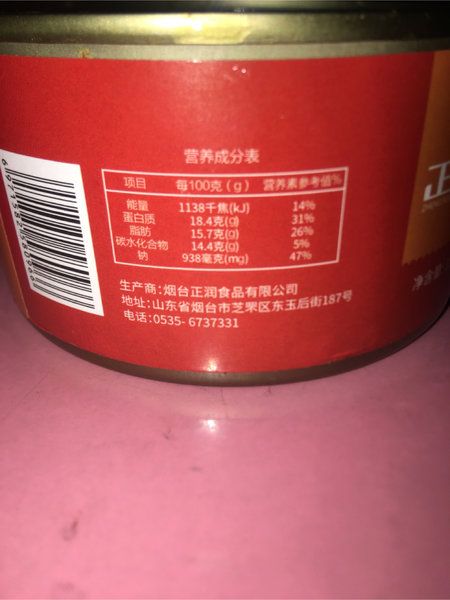 营养成分表
项目 每100克(g) 营养素参考值%
能量 1138千焦(kJ) 14%
蛋白质 18.4克(g) 31%
脂肪 15.7克(g) 26%
碳水化合物 14.4克(g) 5%
钠 938毫克(mg) 47%
生产商:烟台正润食品有限公司
地址:山东省烟台市芝罘区东玉后街187号
电话:0535- 6737331
正
净含量: